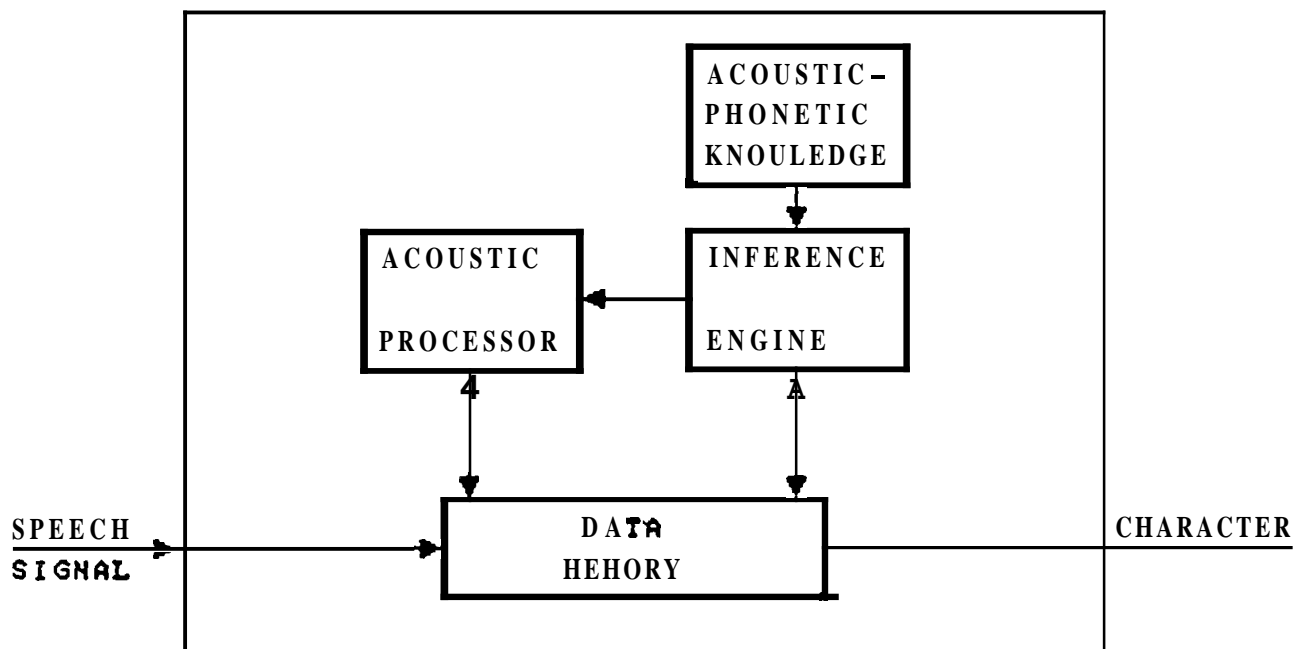 ACOUSTIC-
PHONETIC
KNOULEDGE
ACOUSTIC
PROCESSOR
INFERENCE
ENGINE
4
A
SPEECH
SIGNAL
DATA
HEHORY
CHARACTER